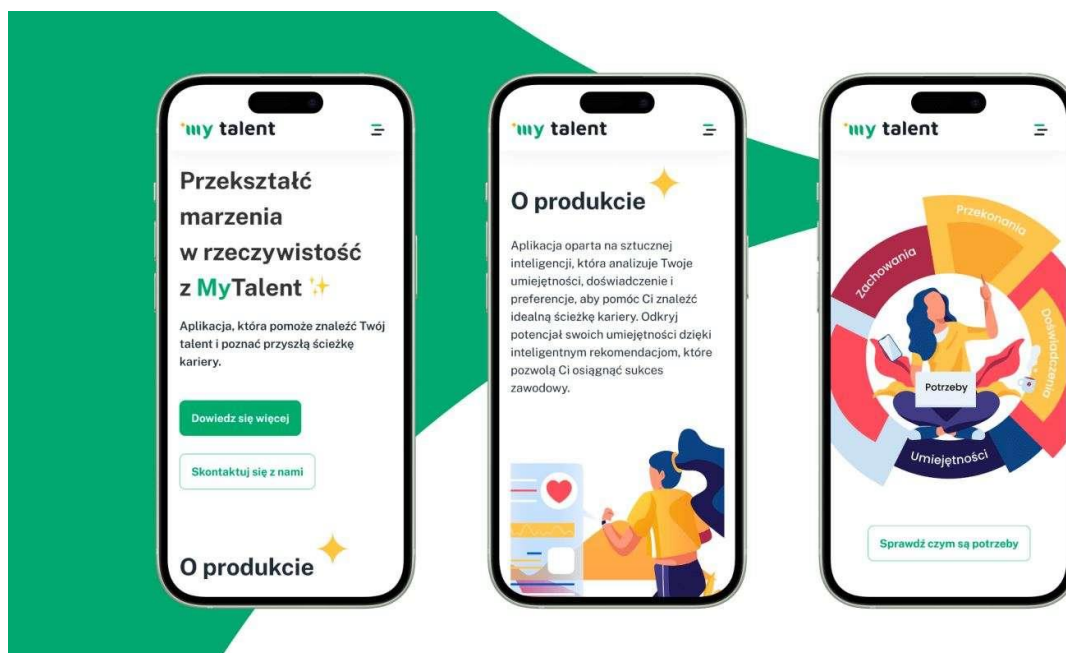 my talent
Przekształć
marzenia
w rzeczywistość
z MyTalent
Aplikacja, która pomoże znaleźć Twój
talent i poznać przyszłą ścieżkę
kariery.
Dowiedz się więcej
Skontaktuj się z nami
O produkcie
my talent
O produkcie
Aplikacja oparta na sztucznej
inteligencji, która analizuje Twoje
umiejętności, doświadczenie i
preferencje, aby pomóc Ci znaleźć
idealną ścieżkę kariery. Odkryj
potencjał swoich umiejętności dzięki
inteligentnym rekomendacjom, które
pozwolą Ci osiągnąć sukces
zawodowy.
my talent
Przekonania
Zachowania
Doświadczenia
Potrzeby
Umiejętności
Sprawdź czym są potrzeby